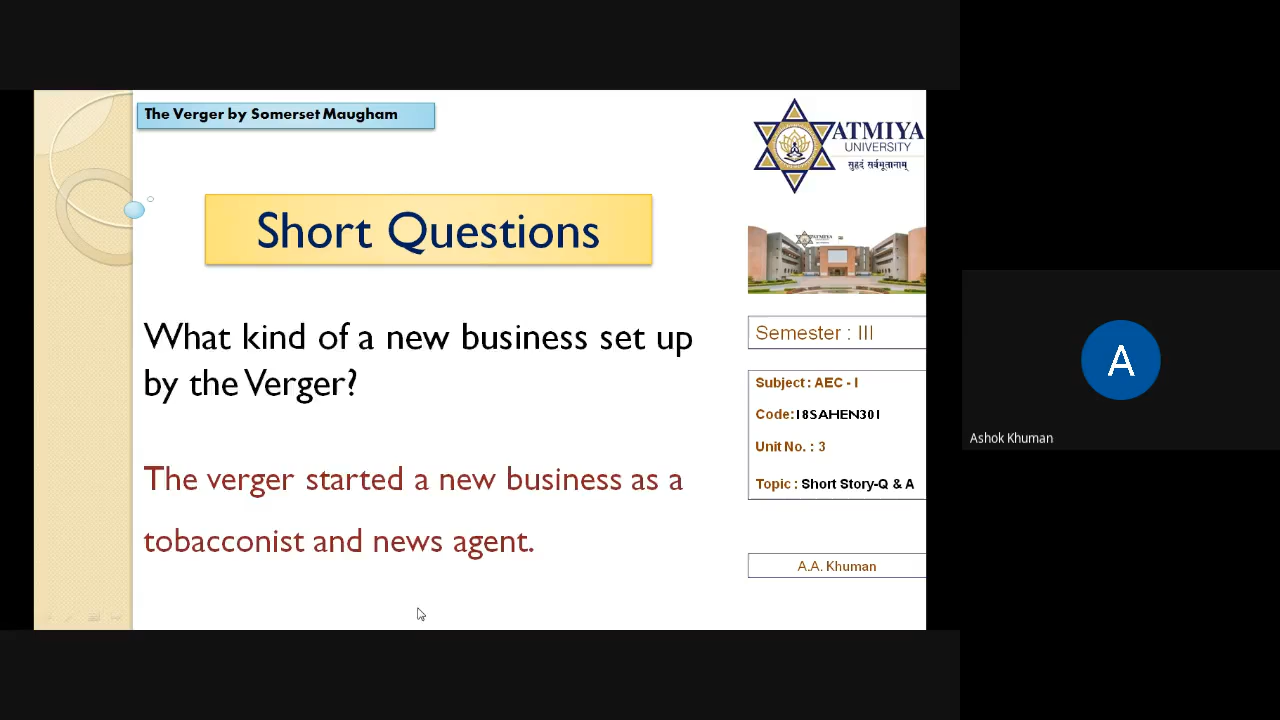 The Verger by Somerset Maugham
ATMIYA
UNIVERSITY
सुहृदं सर्वभूतानाम्
Short Questions
What kind of a new business set up
by the Verger?
The verger started a new business as a
tobacconist and news agent.
Semester : III
Subject : AEC - I
Code:18SAHEN301
Unit No. : 3
Topic : Short Story-Q & A
A.A. Khuman
A
Ashok Khuman